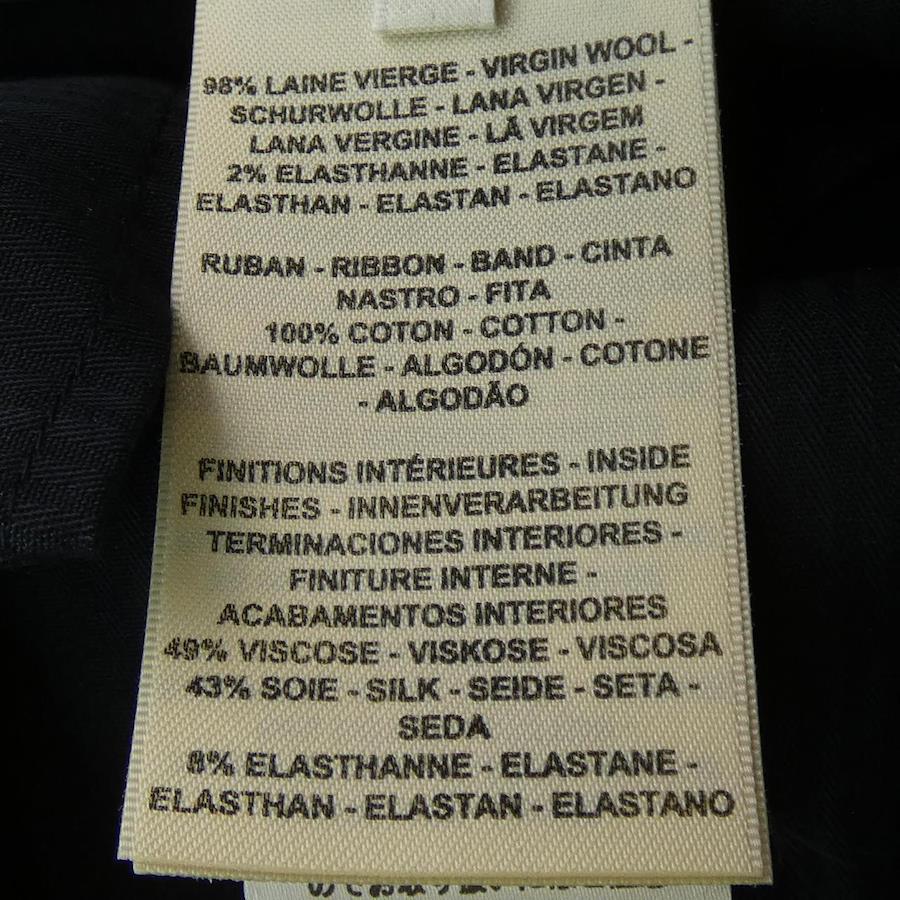 98% LAINE VIERGE - VIRGIN WOOL -
SCHURWOLLE - LANA VIRGEN -
LANA VERGINE - LÃ VIRGEM
2% ELASTHANNE - ELASTANE -
ELASTHAN - ELASTAN - ELASTANO
RUBAN - RIBBON - BAND - CINTA
NASTRO - FITA
100% COTON - COTTON -
BAUMWOLLE - ALGODÓN - COTONE
- ALGODÃO
FINITIONS INTÉRIEURES - INSIDE
FINISHES - INNENVERARBEITUNG
TERMINACIONES INTERIORES -
FINITURE INTERNE -
ACABAMENTOS INTERIORES
49% VISCOSE - VISKOSE - VISCOSA
43% SOIE - SILK - SEIDE - SETA -
SEDA
8% ELASTHANNE - ELASTANE -
ELASTHAN - ELASTAN - ELASTANO